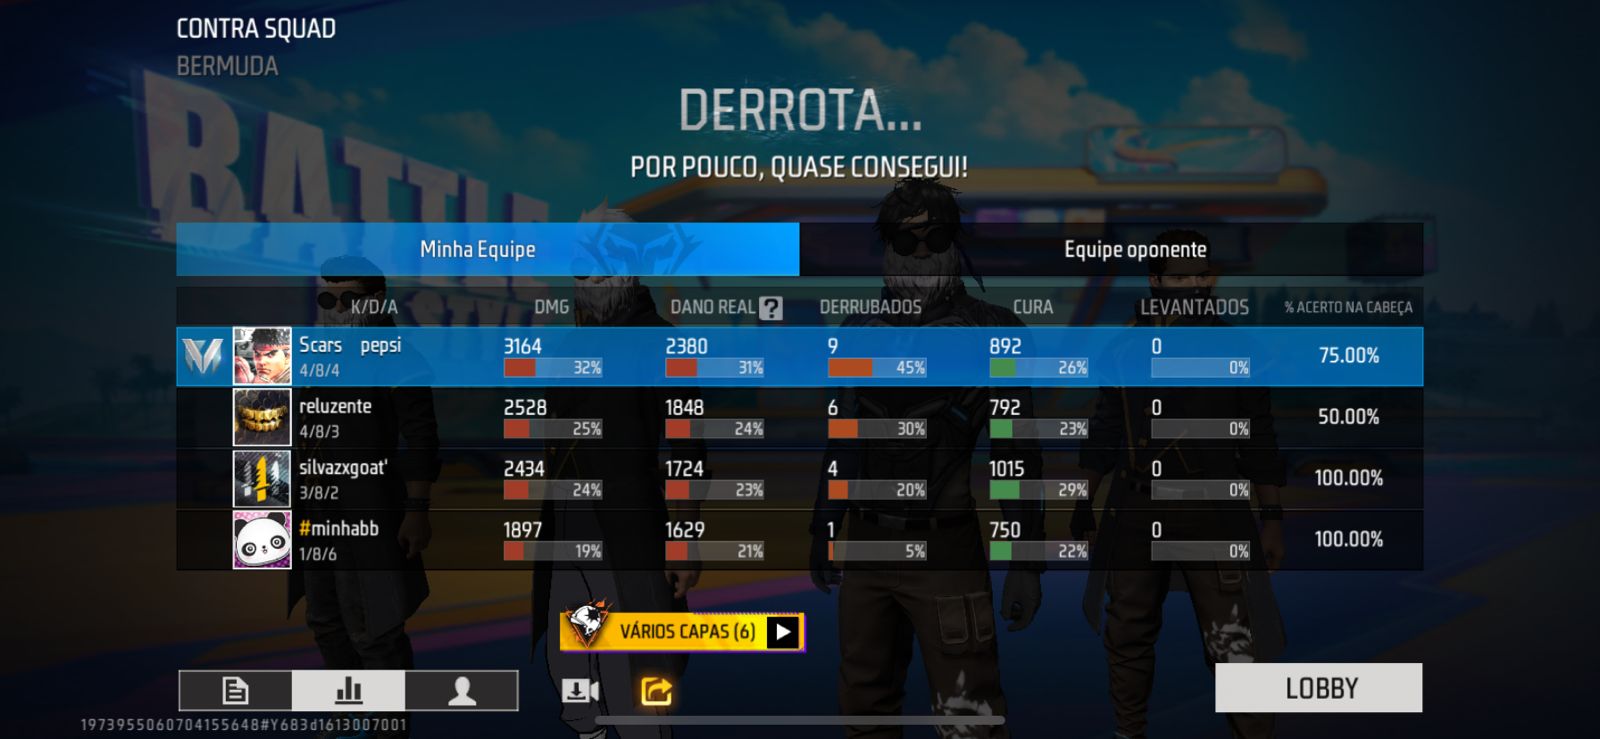 CONTRA SQUAD
BERMUDA
BATTLE
STYLE
DERROTA...
POR POUCO, QUASE CONSEGUI!
Minha Equipe Equipe oponente
K/D/A DMG DANO REAL ? DERRUBADOS CURA LEVANTADOS % ACERTO NA CABEÇA
Scars pepsi 3164 2380 9 892 0 75.00%
4/8/4 32% 31% 45% 26% 0%
reluzente 2528 1848 6 792 0 50.00%
4/8/3 25% 24% 30% 23% 0%
silvazxgoat' 2434 1724 4 1015 0 100.00%
3/8/2 24% 23% 20% 29% 0%
#minhabb 1897 1629 1 750 0 100.00%
1/8/6 19% 21% 5% 22% 0%
VÁRIOS CAPAS (6)
LOBBY
1973955060704155648#Y683d1613007001